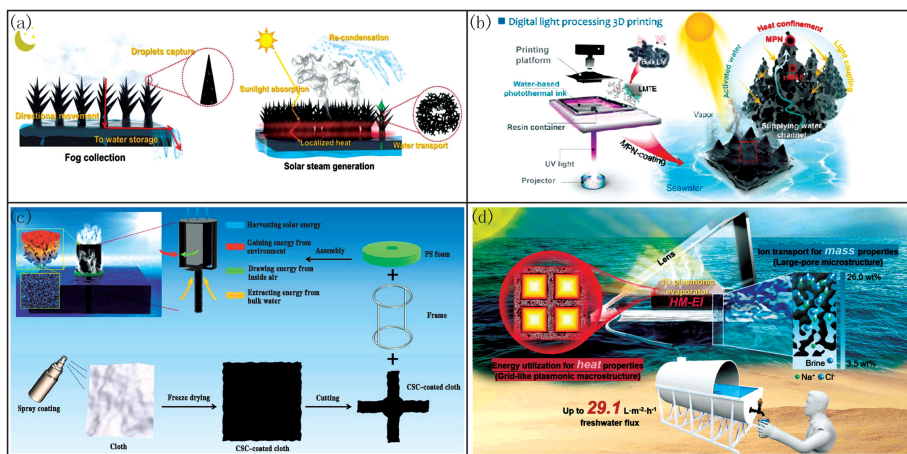 (a)
Droplets capture
Directional movement
To water storage
Fog collection
Re-condensation
Sunlight absorption
Localized heat
Water transport
Solar steam generation
(b)
Digital light processing 3D printing
Printing
platform
Bulk LV
LMTE
Water-based
photothermal ink
Resin container
UV light
Projector
MPN-coating
Heat confinement
MPN
Activated water
Light coupling
Vapor
Supplying water
channel
Seawater
(c)
Harvesting solar energy
Gaining energy from
environment
Drawing energy from
inside air
Extracting energy from
bulk water
Assembly
PS foam
+
Frame
+
CSC-coated cloth
Spray coating
Cloth
Freeze drying
CSC-coated cloth
Cutting
(d)
Lens
3D plasmonic
evaporator
HM-EI
Ion transport for mass properties
(Large-pore microstructure)
26.0 wt%
Brine
3.5 wt%
Na⁺ Cl⁻
Energy utilization for heat properties
(Grid-like plasmonic macrostructure)
Up to 29.1 L·m⁻²·h⁻¹
freshwater flux